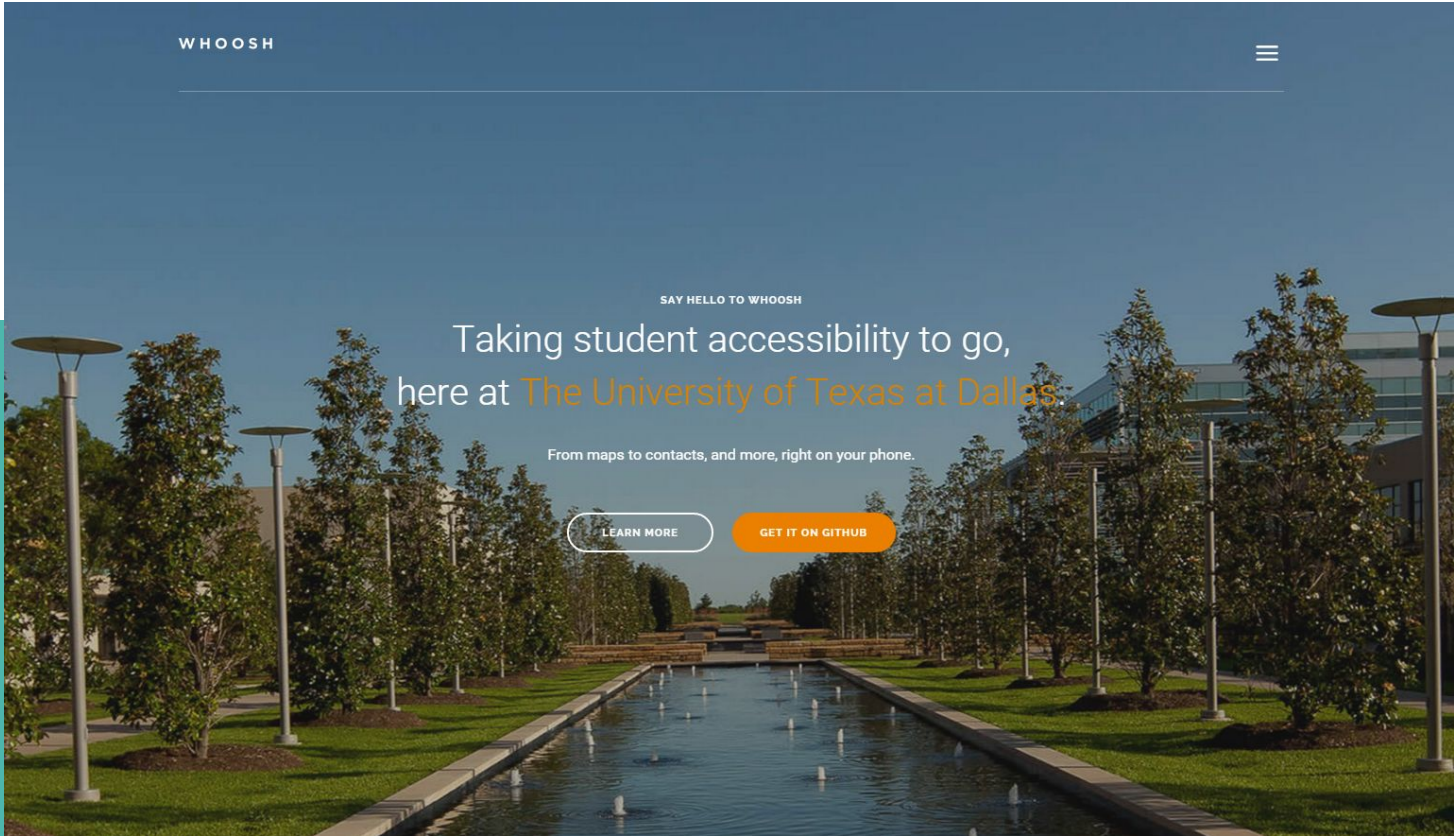 WHOOSH
SAY HELLO TO WHOOSH
Taking student accessibility to go,
here at The University of Texas at Dallas.
From maps to contacts, and more, right on your phone.
LEARN MORE
GET IT ON GITHUB